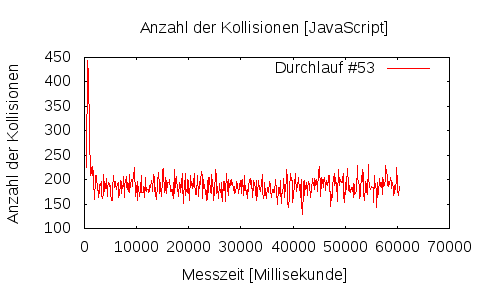 Anzahl der Kollisionen [JavaScript]
Durchlauf #53
Anzahl der Kollisionen
450
400
350
300
250
200
150
100
0 10000 20000 30000 40000 50000 60000 70000
Messzeit [Millisekunde]